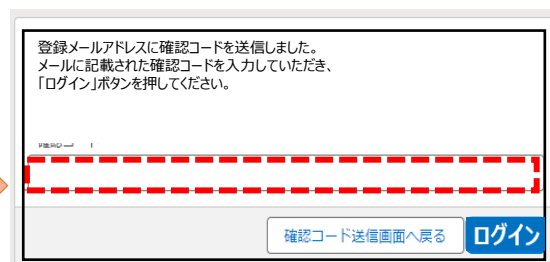 登録メールアドレスに確認コードを送信しました。
メールに記載された確認コードを入力していただき、
「ログイン」ボタンを押してください。
確認コード送信画面へ戻る
ログイン